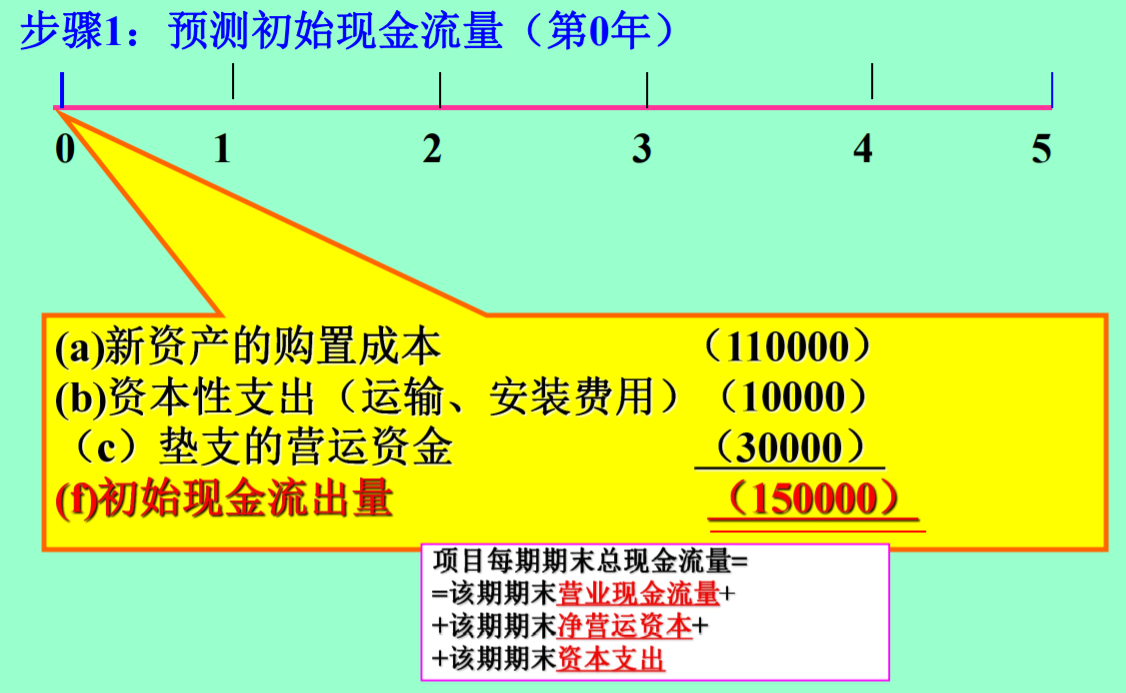 步骤1：预测初始现金流量（第0年）
0 1 2 3 4 5
(a)新资产的购置成本 （110000）
(b)资本性支出（运输、安装费用）（10000）
（c）垫支的营运资金 （30000）
(f)初始现金流出量 （150000）
项目每期期末总现金流量=
=该期期末营业现金流量+
+该期期末净营运资本+
+该期期末资本支出